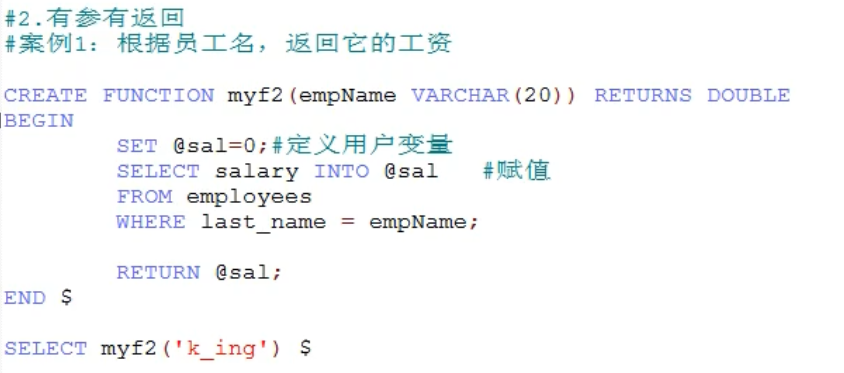 #2.有参有返回
#案例1：根据员工名，返回它的工资
CREATE FUNCTION myf2(empName VARCHAR(20)) RETURNS DOUBLE
BEGIN
SET @sal=0;#定义用户变量
SELECT salary INTO @sal #赋值
FROM employees
WHERE last_name = empName;
RETURN @sal;
END $
SELECT myf2('k_ing') $